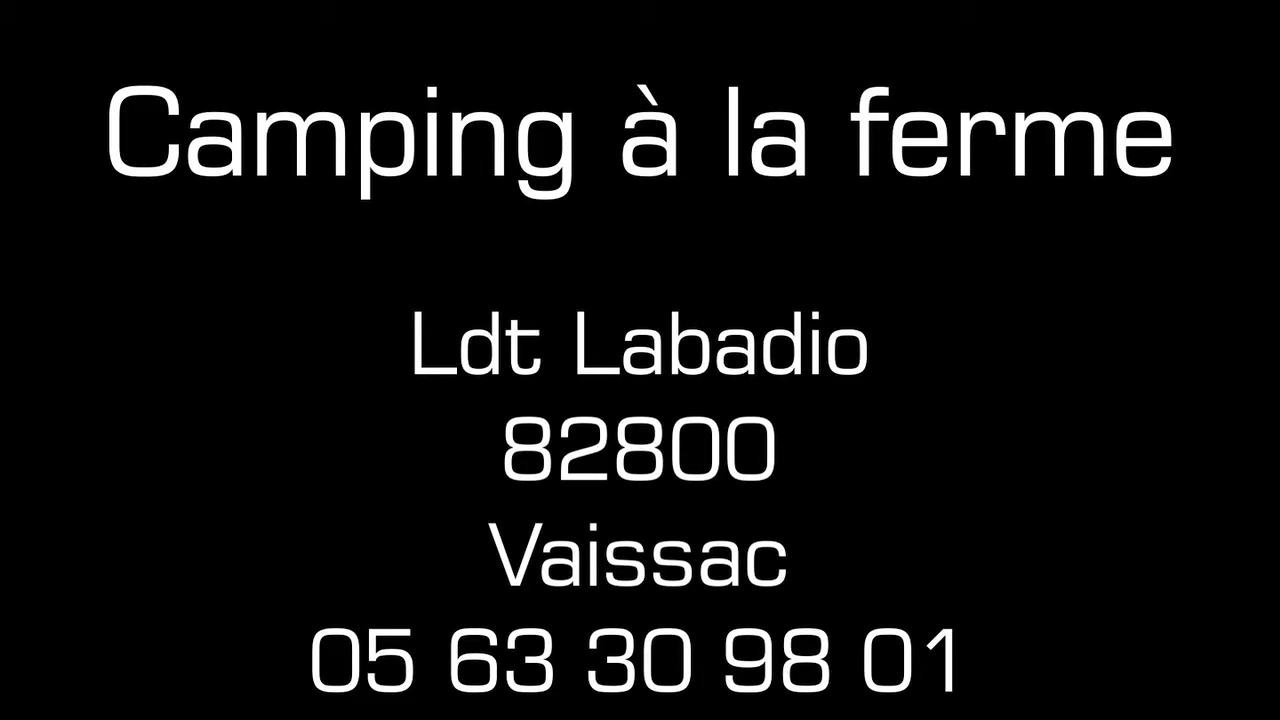 Camping à la ferme
Ldt Labadio
82800
Vaissac
05 63 30 98 01